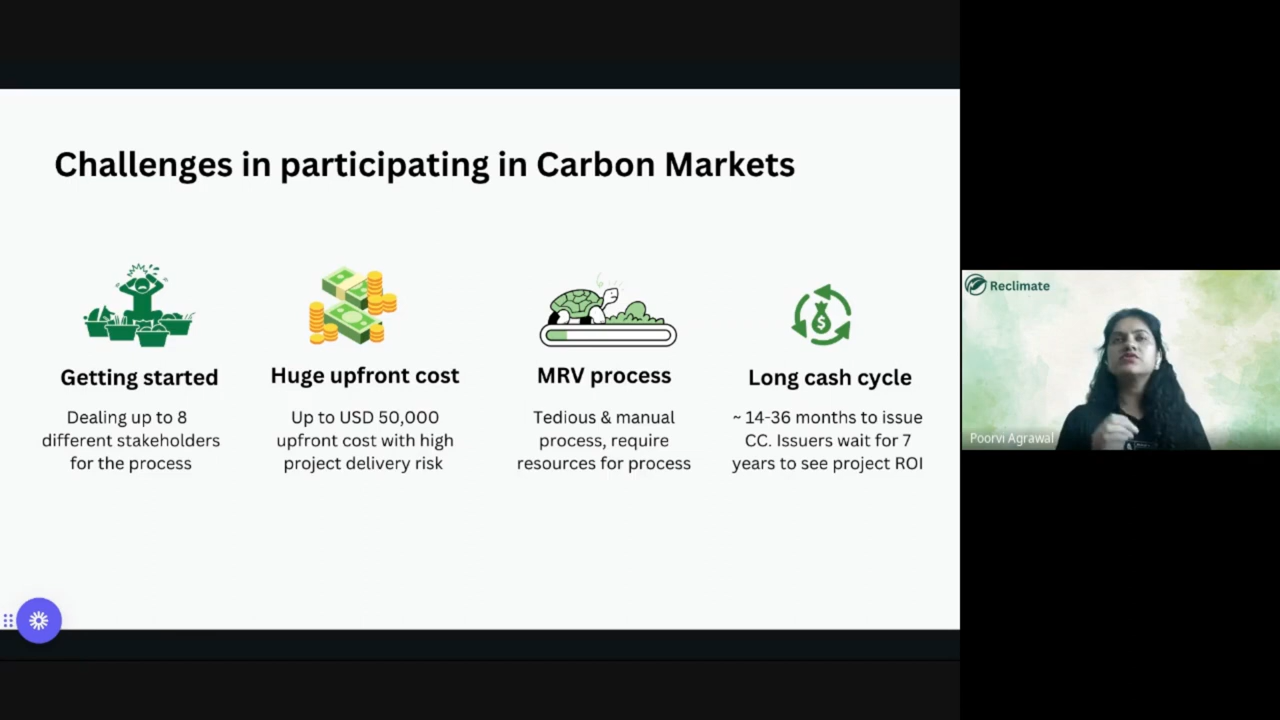 Challenges in participating in Carbon Markets
Getting started
Dealing up to 8
different stakeholders
for the process
Huge upfront cost
Up to USD 50,000
upfront cost with high
project delivery risk
MRV process
Tedious & manual
process, require
resources for process
$
Long cash cycle
~ 14-36 months to issue
CC. Issuers wait for 7
years to see project ROI
Reclimate
Poorvi Agrawal